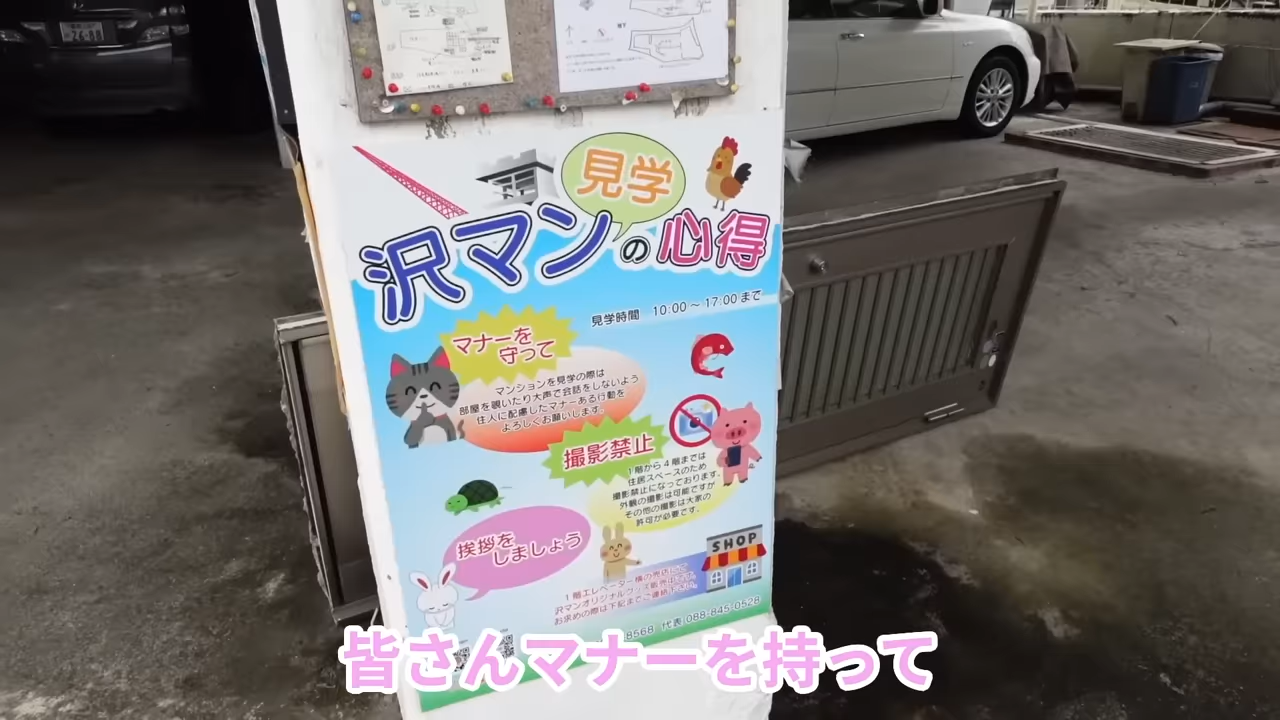 26-88
見学
沢マンの心得
見学時間 10:00～17:00まで
マナーを
守って
マンションを見学の際は
部屋を覗いたり大声で会話をしないよう
住人に配慮したマナーある行動を
よろしくお願いします。
撮影禁止
1階から4階までは
住居スペースのため
撮影禁止になっております。
外観の撮影は可能ですが
その他の撮影は大家の
許可が必要です。
挨拶を
しましょう
SHOP
1階エレベーター横の売店にて
沢マンオリジナルグッズ販売中です。
お求めの際は下記までご連絡下さい。
8568 代表 088-845-0528
皆さんマナーを持って